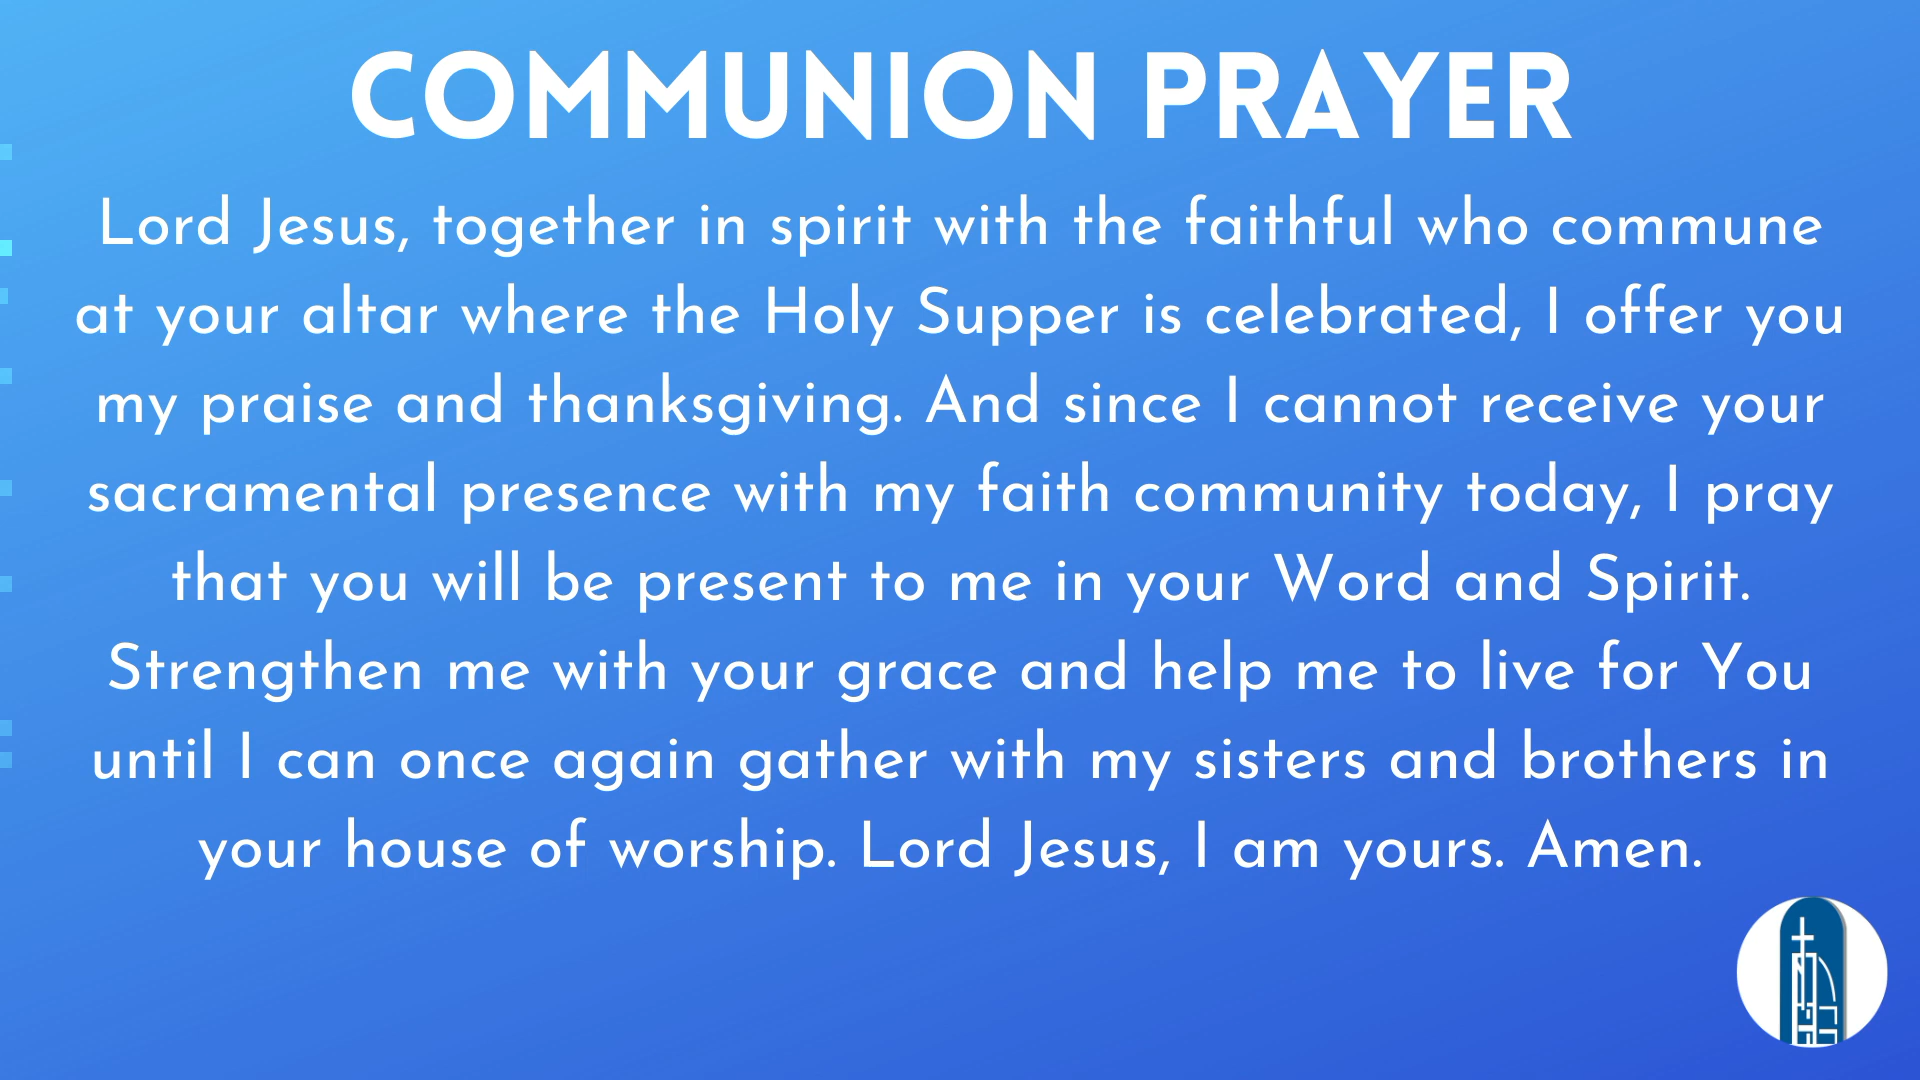 COMMUNION PRAYER
Lord Jesus, together in spirit with the faithful who commune
at your altar where the Holy Supper is celebrated, I offer you
my praise and thanksgiving. And since I cannot receive your
sacramental presence with my faith community today, I pray
that you will be present to me in your Word and Spirit.
Strengthen me with your grace and help me to live for You
until I can once again gather with my sisters and brothers in
your house of worship. Lord Jesus, I am yours. Amen.